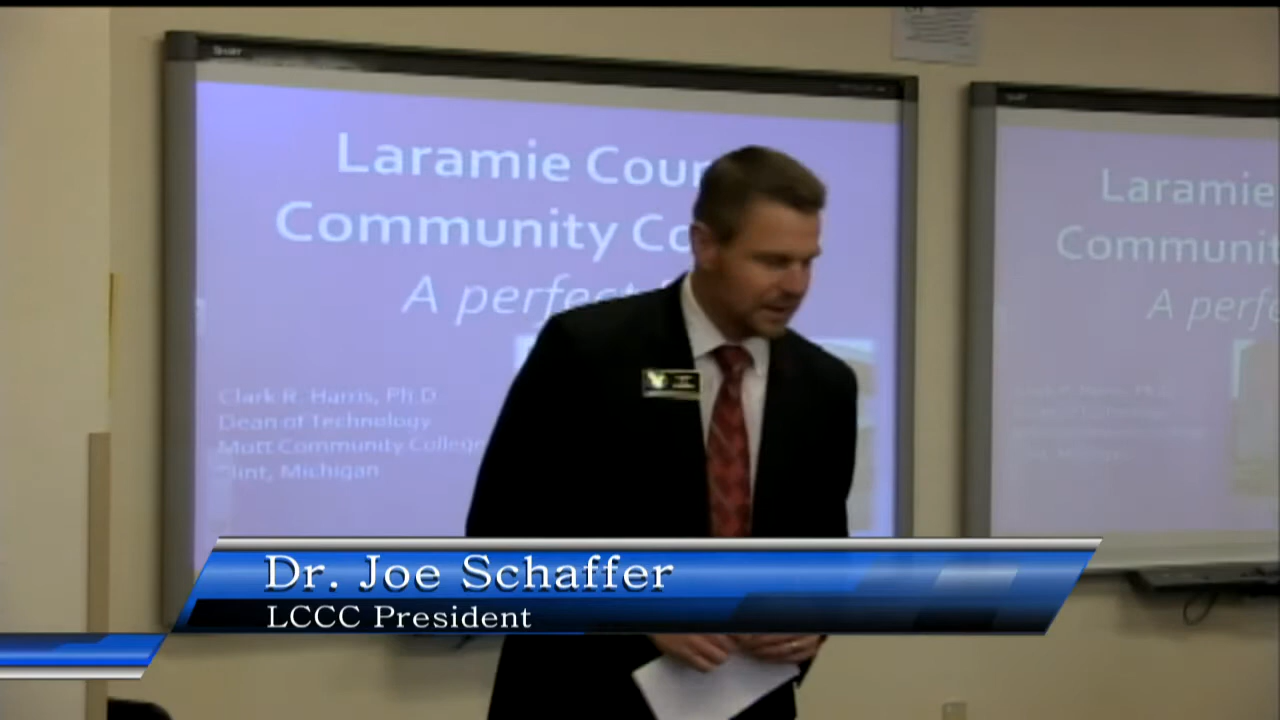 Laramie Coun
Community Co
A perfect
Clark R. Harris, Ph.D
Dean of Technology
Mott Community College
Flint, Michigan
Laramie
Communit
A perfe
Dr. Joe Schaffer
LCCC President